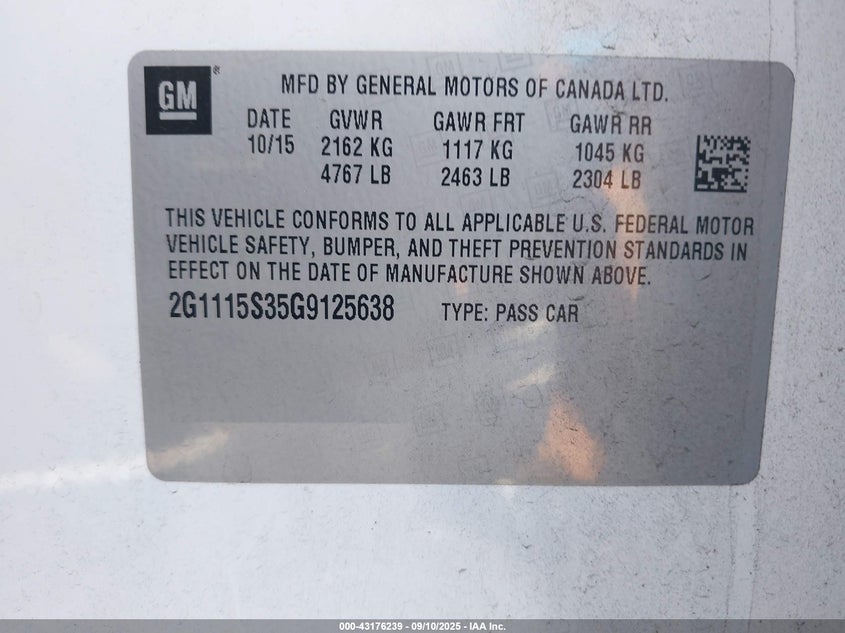 GM
MFD BY GENERAL MOTORS OF CANADA LTD.
DATE GVWR GAWR FRT GAWR RR
10/15 2162 KG 1117 KG 1045 KG
4767 LB 2463 LB 2304 LB
THIS VEHICLE CONFORMS TO ALL APPLICABLE U.S. FEDERAL MOTOR
VEHICLE SAFETY, BUMPER, AND THEFT PREVENTION STANDARDS IN
EFFECT ON THE DATE OF MANUFACTURE SHOWN ABOVE.
2G1115S35G9125638 TYPE: PASS CAR
000-43176239 - 09/10/2025 - IAA Inc.